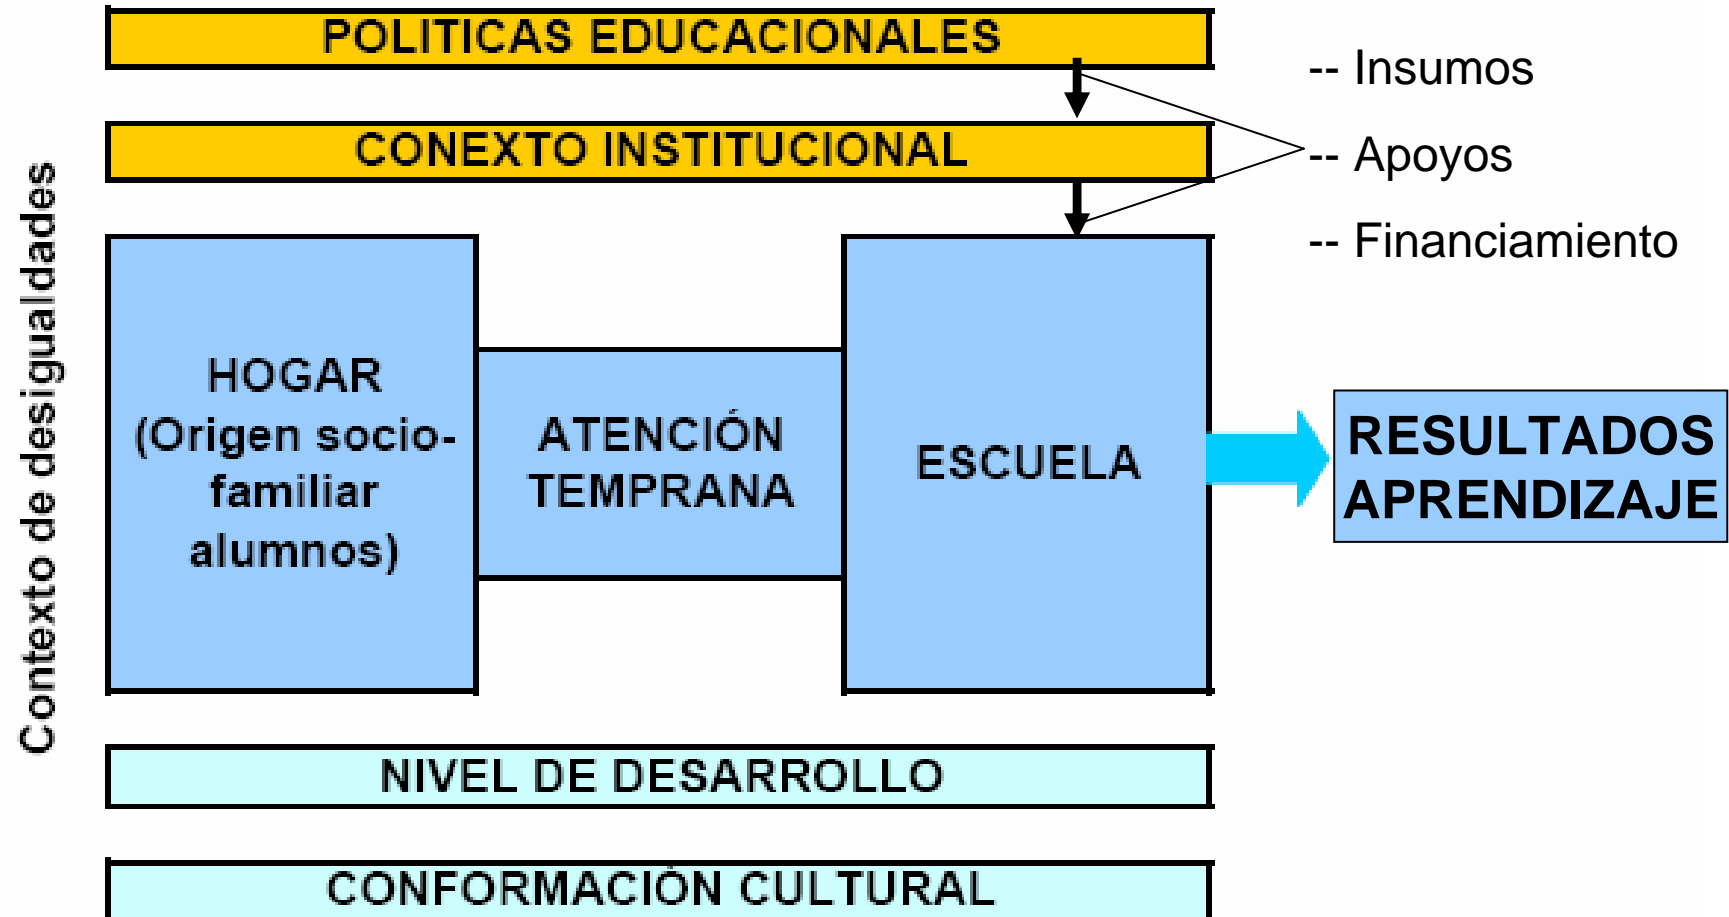 POLITICAS EDUCACIONALES
-- Insumos
CONEXTO INSTITUCIONAL
-- Apoyos
-- Financiamiento
Contexto de desigualdades
HOGAR
(Origen socio-
familiar
alumnos)
ATENCIÓN
TEMPRANA
ESCUELA
RESULTADOS
APRENDIZAJE
NIVEL DE DESARROLLO
CONFORMACIÓN CULTURAL